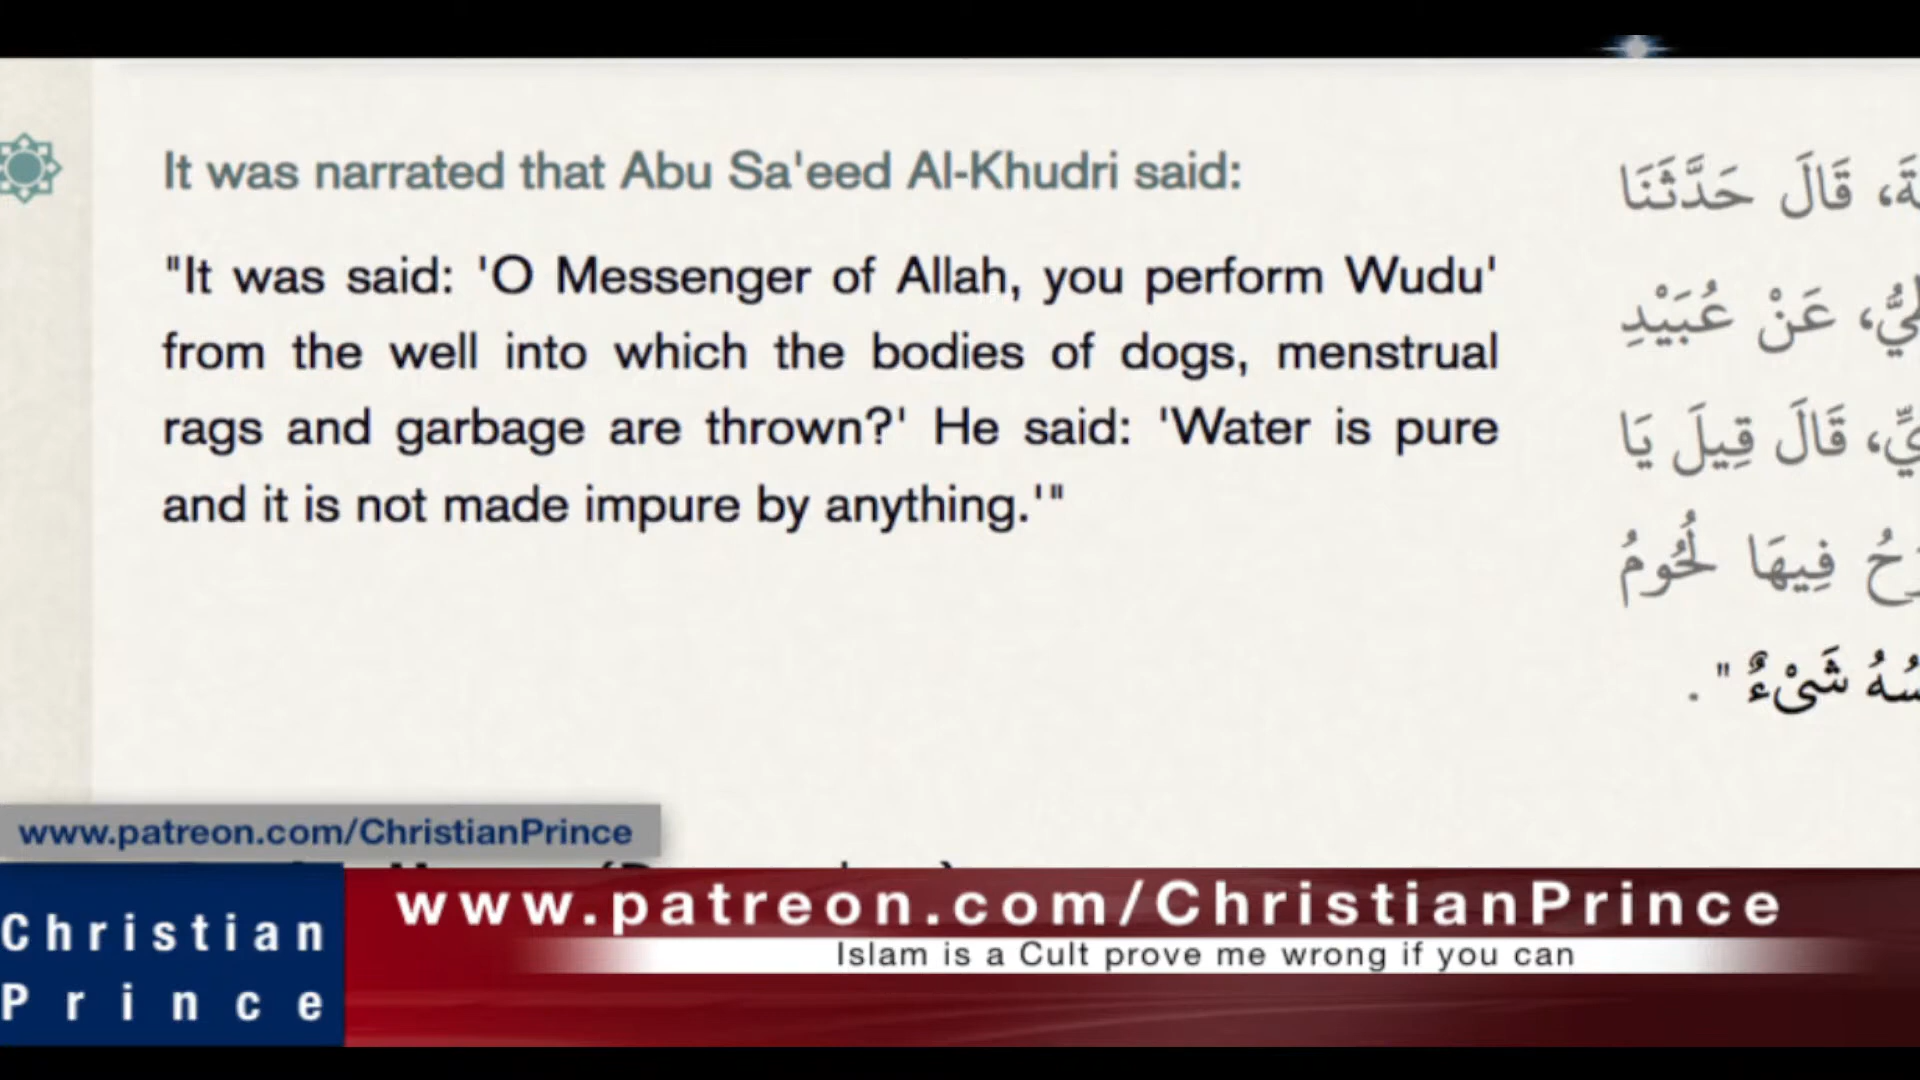 It was narrated that Abu Sa'eed Al-Khudri said:
"It was said: 'O Messenger of Allah, you perform Wudu'
from the well into which the bodies of dogs, menstrual
rags and garbage are thrown?' He said: 'Water is pure
and it is not made impure by anything.'"
قَالَ حَدَّثَنَا
عَنْ عُبَيْدِ
قَالَ قِيلَ يَا
فِيهَا لُحُومُ
شَىْءٌ " .
www.patreon.com/ChristianPrince
Christian
Prince
www.patreon.com/ChristianPrince
Islam is a Cult prove me wrong if you can